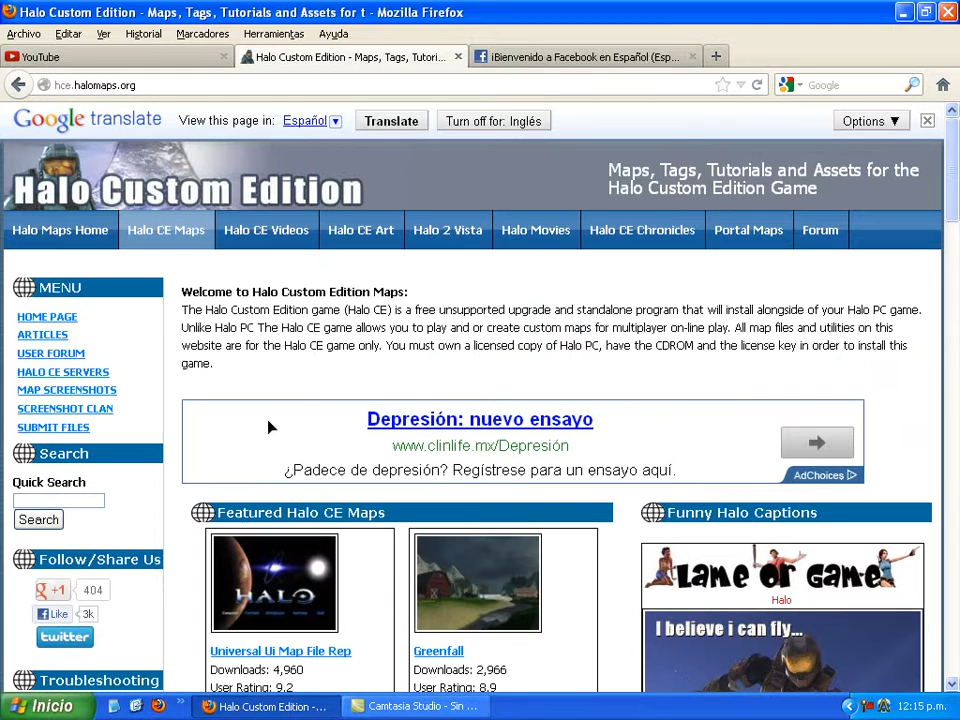 Halo Custom Edition - Maps, Tags, Tutorials and Assets for t - Mozilla Firefox
Archivo Editar Ver Historial Marcadores Herramientas Ayuda
YouTube
Halo Custom Edition - Maps, Tags, Tutori...
¡Bienvenido a Facebook en Español (Esp...
hce.halomaps.org
Google
Google translate View this page in: Español Translate Turn off for: Inglés Options ▼
Halo Custom Edition
Maps, Tags, Tutorials and Assets for the
Halo Custom Edition Game
Halo Maps Home Halo CE Maps Halo CE Videos Halo CE Art Halo 2 Vista Halo Movies Halo CE Chronicles Portal Maps Forum
MENU
HOME PAGE
ARTICLES
USER FORUM
HALO CE SERVERS
MAP SCREENSHOTS
SCREENSHOT CLAN
SUBMIT FILES
Search
Quick Search
Search
Follow/Share Us
g +1 404
Like 3k
twitter
Troubleshooting
Welcome to Halo Custom Edition Maps:
The Halo Custom Edition game (Halo CE) is a free unsupported upgrade and standalone program that will install alongside of your Halo PC game.
Unlike Halo PC The Halo CE game allows you to play and or create custom maps for multiplayer on-line play. All map files and utilities on this
website are for the Halo CE game only. You must own a licensed copy of Halo PC, have the CDROM and the license key in order to install this
game.
Depresión: nuevo ensayo
www.clinlife.mx/Depresión
¿Padece de depresión? Regístrese para un ensayo aquí.
AdChoices
Featured Halo CE Maps
HALO
Universal Ui Map File Rep
Downloads: 4,960
User Rating: 9.2
Greenfall
Downloads: 2,966
User Rating: 8.9
Funny Halo Captions
LAME OR GAME
Halo
I believe i can fly...
Inicio
Halo Custom Edition -...
Camtasia Studio - Sin ...
12:15 p.m.